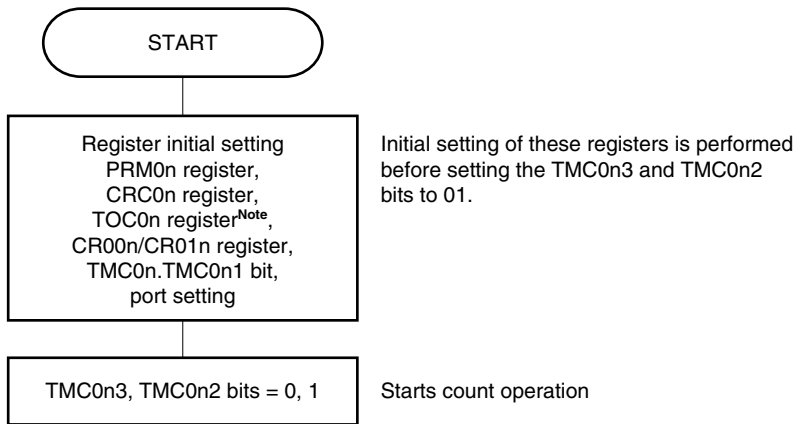 START
Register initial setting
PRM0n register,
CRC0n register,
TOC0n registerNote,
CR00n/CR01n register,
TMC0n.TMC0n1 bit,
port setting
Initial setting of these registers is performed
before setting the TMC0n3 and TMC0n2
bits to 01.
TMC0n3, TMC0n2 bits = 0, 1
Starts count operation